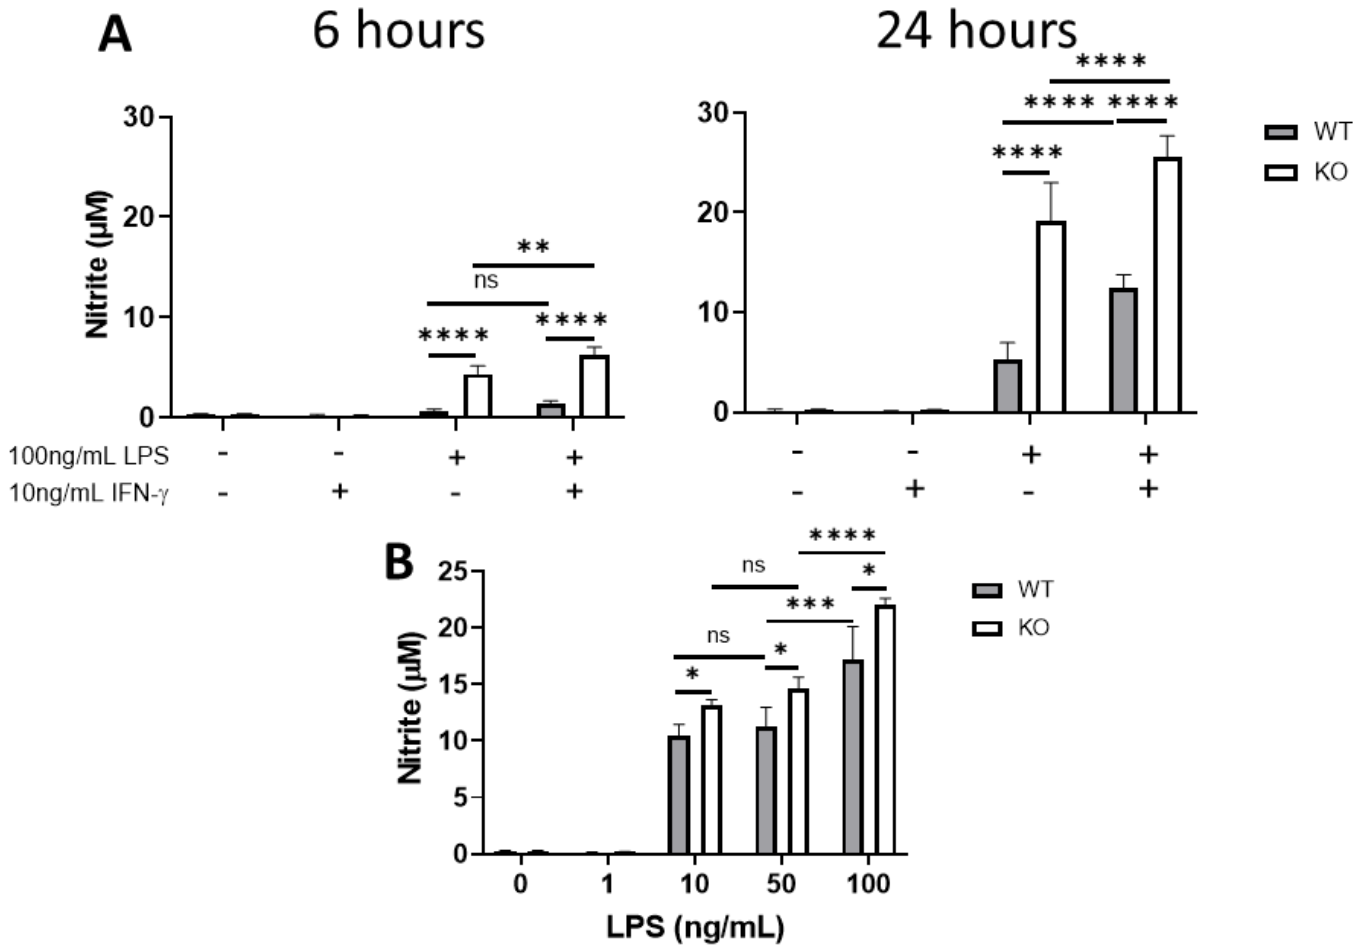 A
6 hours
24 hours
Nitrite (µM)
30
20
10
0
**
ns
**** ****
100ng/mL LPS - - + +
10ng/mL IFN-γ - + - +
30
20
10
0
****
**** ****
****
- - + +
- + - +
WT
KO
B
Nitrite (µM)
25
20
15
10
5
0
****
ns *
***
ns *
*
0 1 10 50 100
LPS (ng/mL)
WT
KO